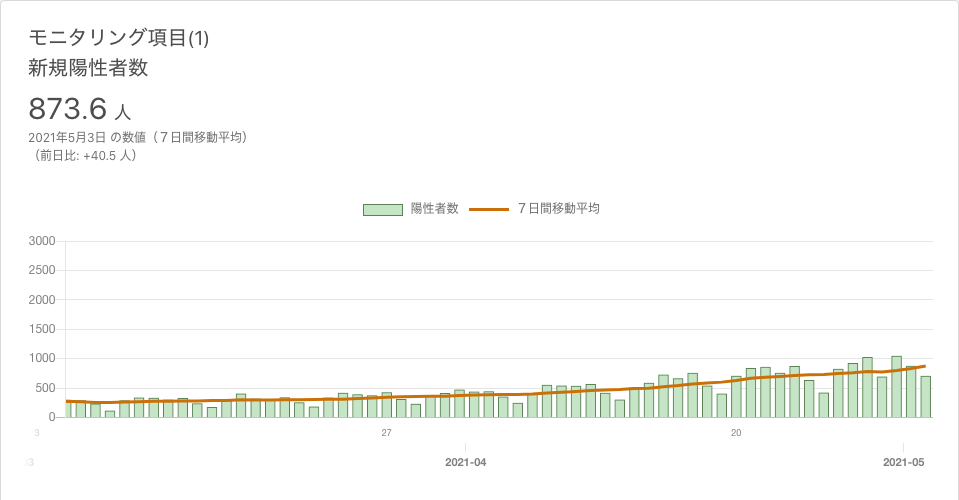 モニタリング項目(1)
新規陽性者数
873.6 人
2021年5月3日 の数値（７日間移動平均）
（前日比: +40.5 人）
陽性者数 ７日間移動平均
3000
2500
2000
1500
1000
500
0
3 27 20
3 2021-04 2021-05